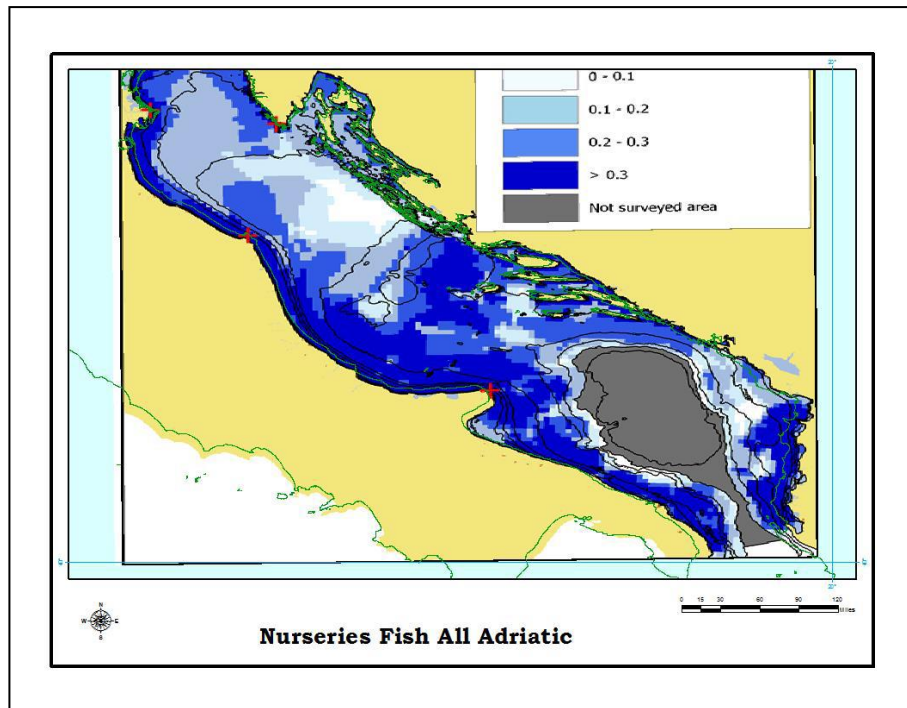 0 - 0.1
0.1 - 0.2
0.2 - 0.3
> 0.3
Not surveyed area
0 15 30 60 90 120
Miles
N
W E
S
Nurseries Fish All Adriatic